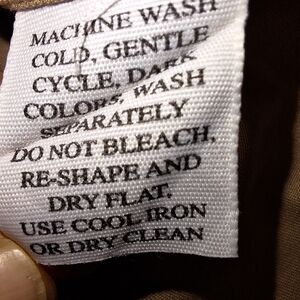 MACHINE WASH
COLD, GENTLE
CYCLE, DARK
COLORS, WASH
SEPARATELY
DO NOT BLEACH,
RE-SHAPE AND
DRY FLAT,
USE COOL IRON
OR DRY CLEAN